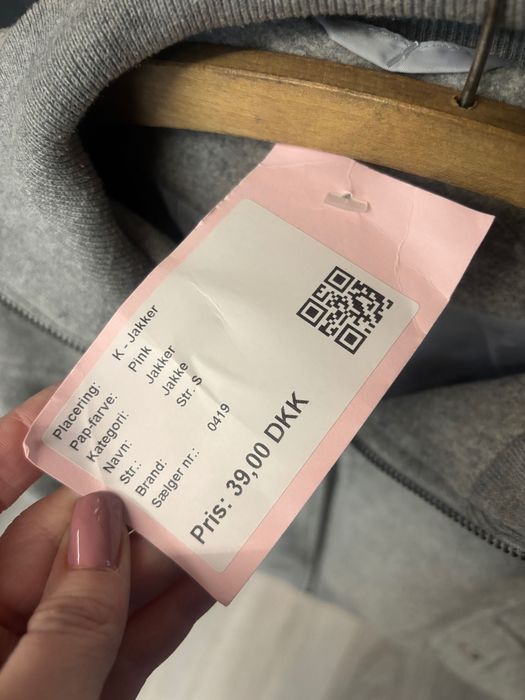 Placering: K - Jakker
Pap-farve: Pink
Kategori: Jakker
Navn: Jakke
Str.: Str. S
Brand:
Sælger nr.: 0419
Pris: 39,00 DKK